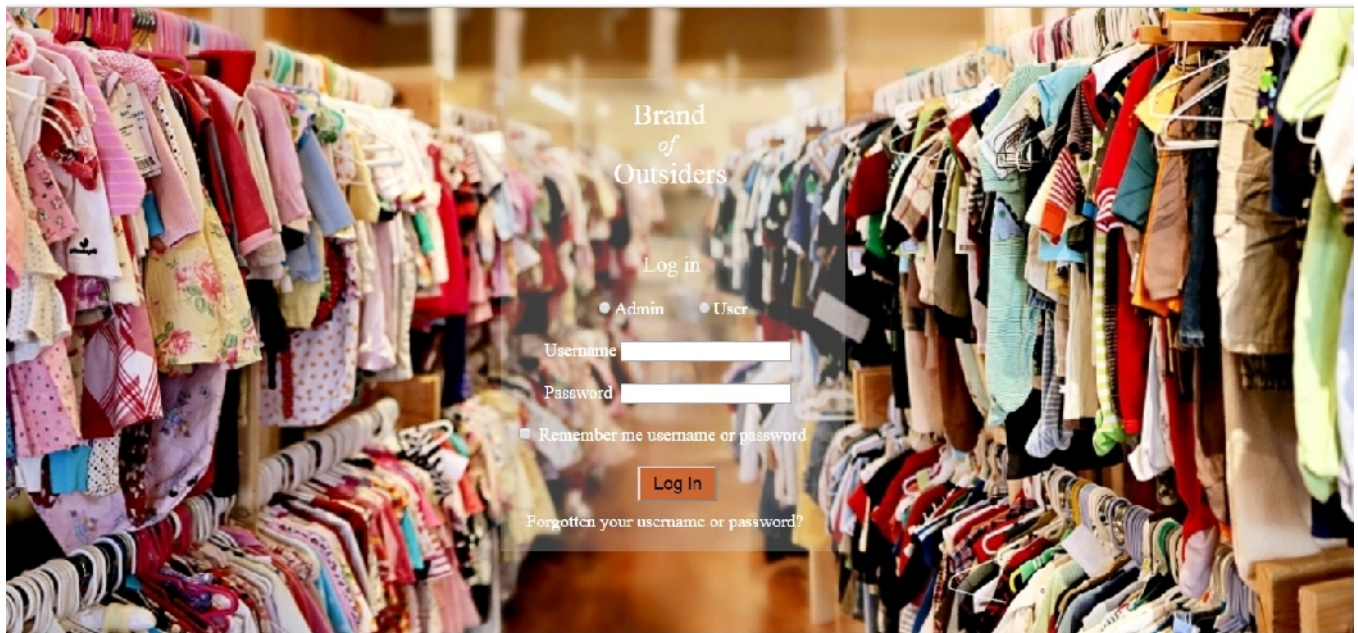 Brand
of
Outsiders
Log in
Admin User
Username
Password
Remember me username or password
Log In
Forgotten your username or password?